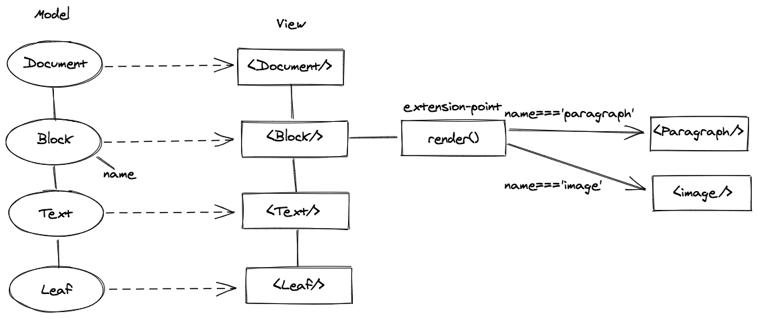 Model
View
Document
<Document/>
extension-point
name==='paragraph'
Block
<Block/>
render()
<Paragraph/>
name
name==='image'
<image/>
Text
<Text/>
Leaf
<Leaf/>